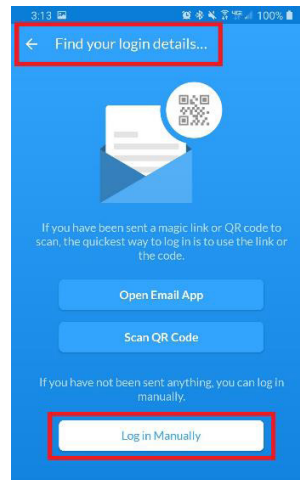 3:13 100%
Find your login details...
If you have been sent a magic link or QR code to
scan, the quickest way to log in is to use the link or
the code.
Open Email App
Scan QR Code
If you have not been sent anything, you can log in
manually.
Log in Manually